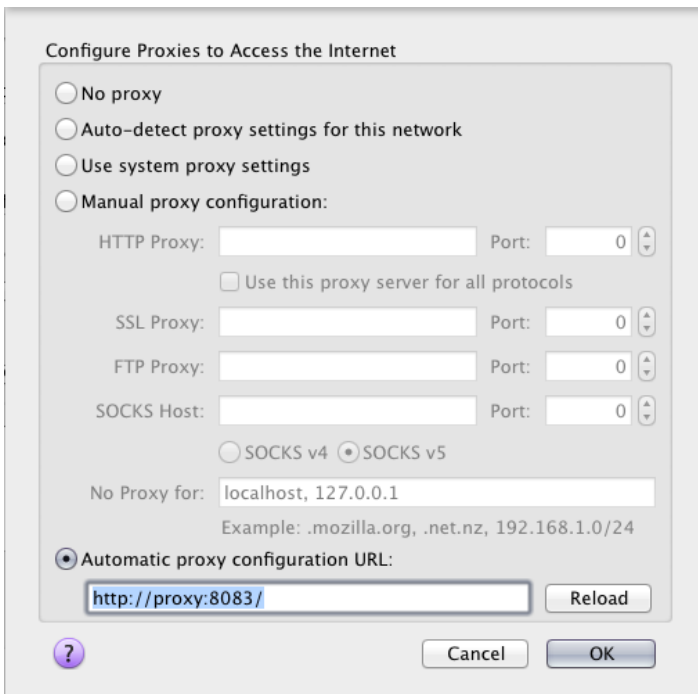 Configure Proxies to Access the Internet
No proxy
Auto-detect proxy settings for this network
Use system proxy settings
Manual proxy configuration:
HTTP Proxy: Port: 0
Use this proxy server for all protocols
SSL Proxy: Port: 0
FTP Proxy: Port: 0
SOCKS Host: Port: 0
SOCKS v4 SOCKS v5
No Proxy for: localhost, 127.0.0.1
Example: .mozilla.org, .net.nz, 192.168.1.0/24
Automatic proxy configuration URL:
http://proxy:8083/ Reload
? Cancel OK